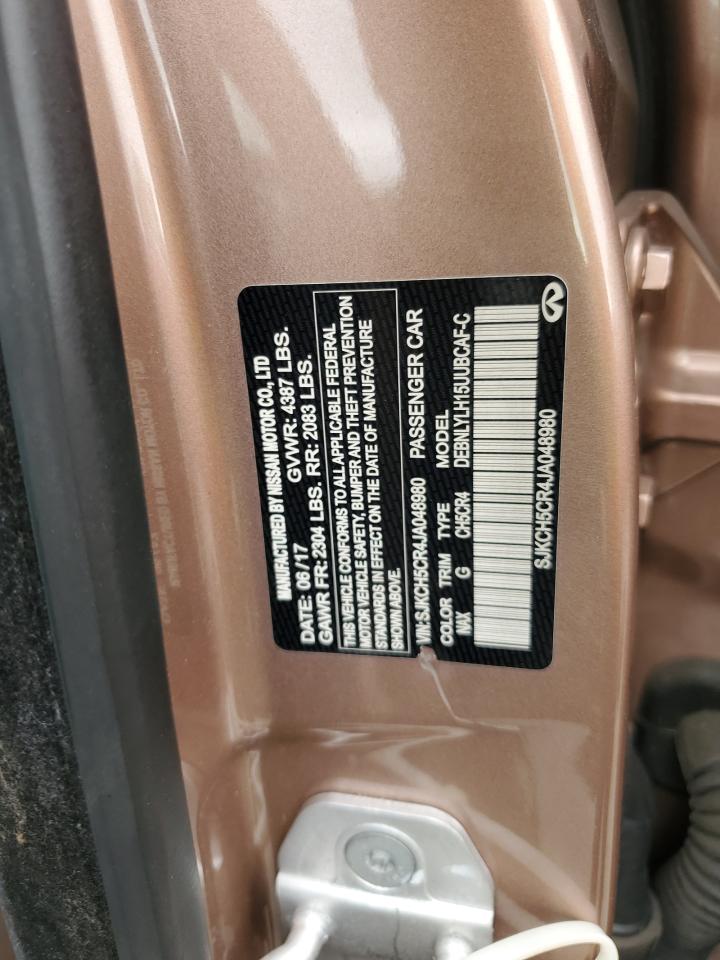 MANUFACTURED BY NISSAN MOTOR CO., LTD
DATE: 06 /17 GVWR: 4387 LBS.
GAWR FR: 2304 LBS. RR: 2083 LBS.
THIS VEHICLE CONFORMS TO ALL APPLICABLE FEDERAL
MOTOR VEHICLE SAFETY, BUMPER AND THEFT PREVENTION
STANDARDS IN EFFECT ON THE DATE OF MANUFACTURE
SHOWN ABOVE.
VIN: SJKCH5CR4JA048980 PASSENGER CAR
COLOR TRIM TYPE MODEL
NAX G CH5CR4 DEBNLYLH15UUBCAF-C
SJKCH5CR4JA048980